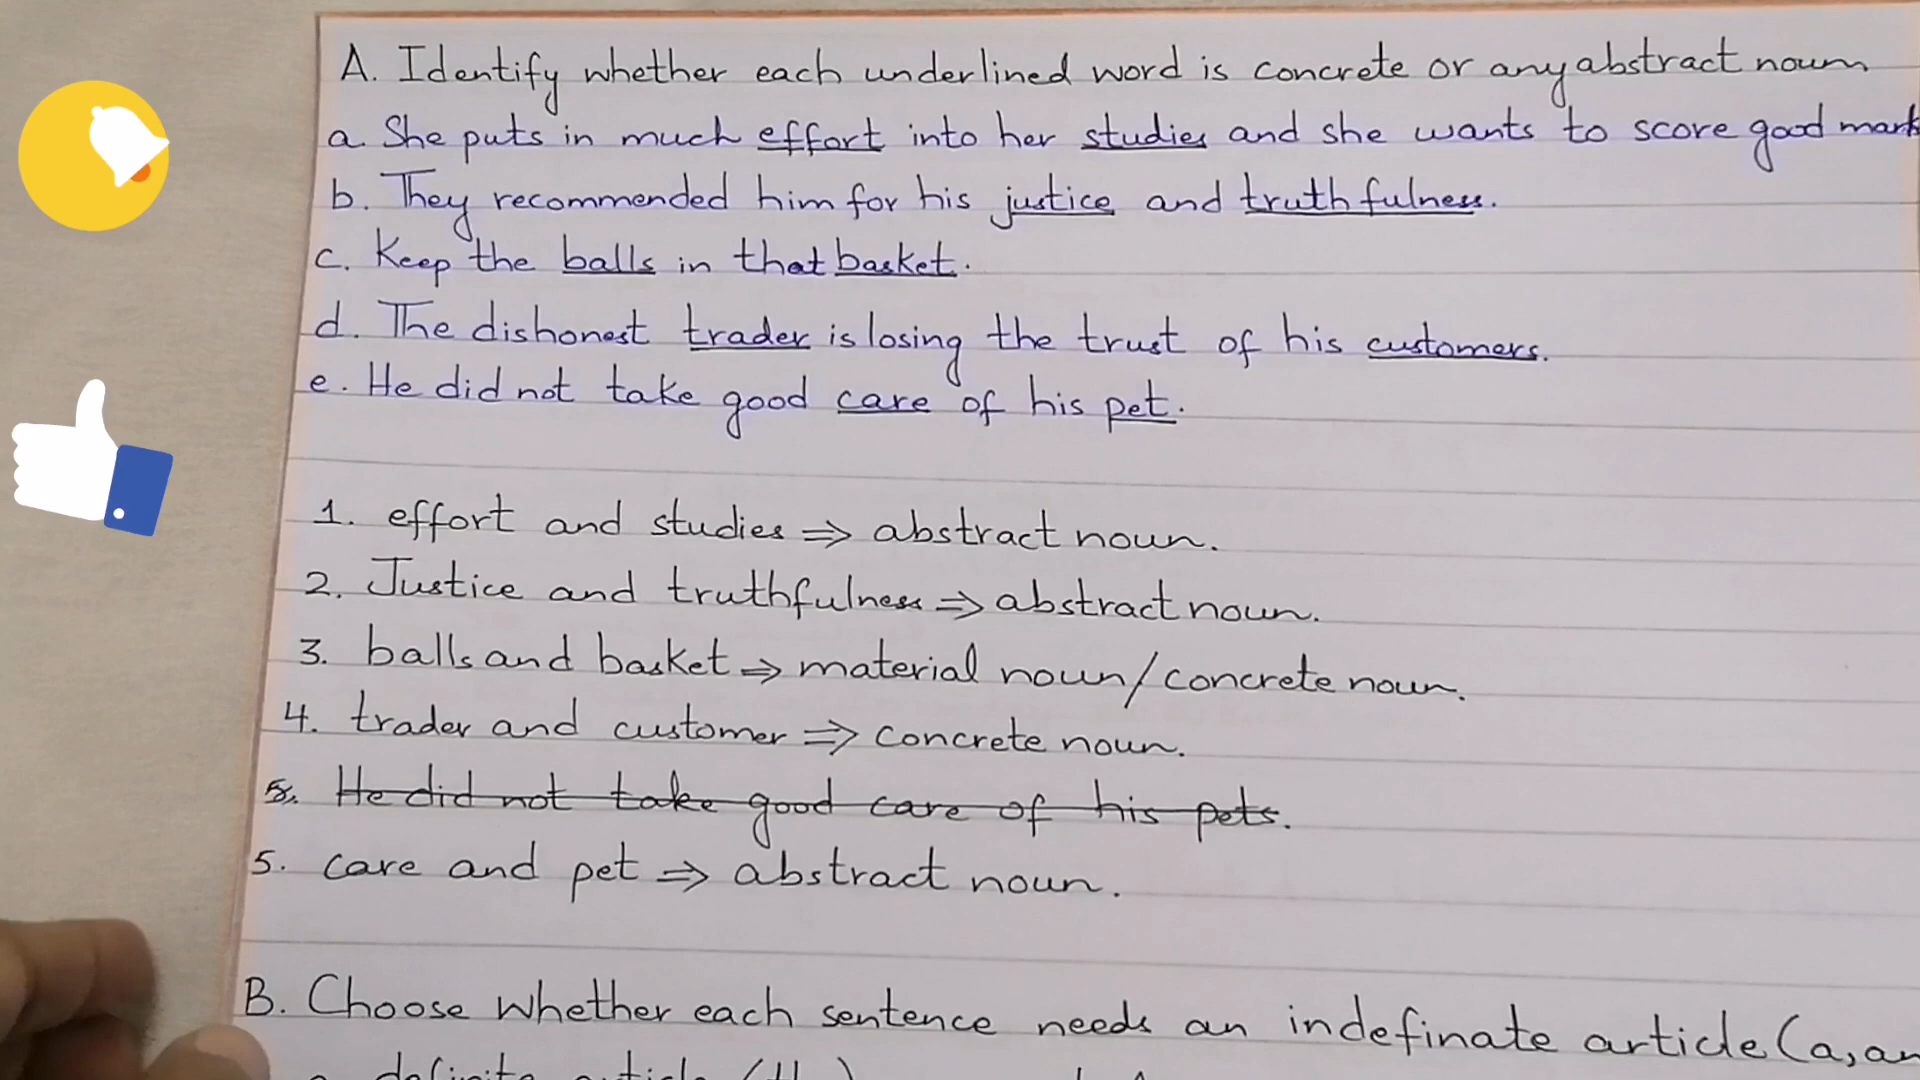 A. Identify whether each underlined word is concrete or any abstract noun
a. She puts in much effort into her studies and she wants to score good mark
b. They recommended him for his justice and truthfulness.
c. Keep the balls in that basket.
d. The dishonest trader is losing the trust of his customers.
e. He did not take good care of his pet.
1. effort and studies ⇒ abstract noun.
2. Justice and truthfulness ⇒ abstract noun.
3. balls and basket ⇒ material noun/concrete noun.
4. trader and customer ⇒ concrete noun.
5. He did not take good care of his pets.
5. care and pet ⇒ abstract noun.
B. Choose whether each sentence needs an indefinate article (a, an